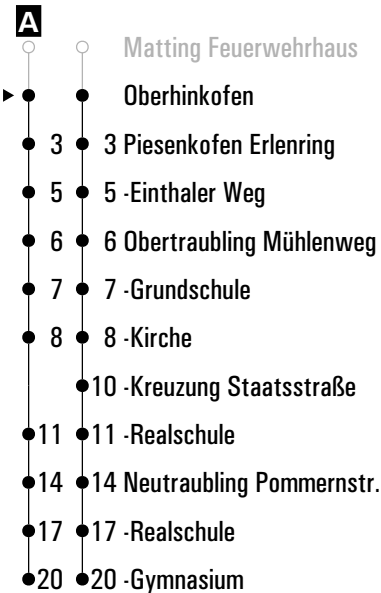 A
Matting Feuerwehrhaus
Oberhinkofen
3 3 Piesenkofen Erlenring
5 5 -Einthaler Weg
6 6 Obertraubling Mühlenweg
7 7 -Grundschule
8 8 -Kirche
10 -Kreuzung Staatsstraße
11 11 -Realschule
14 14 Neutraubling Pommernstr.
17 17 -Realschule
20 20 -Gymnasium